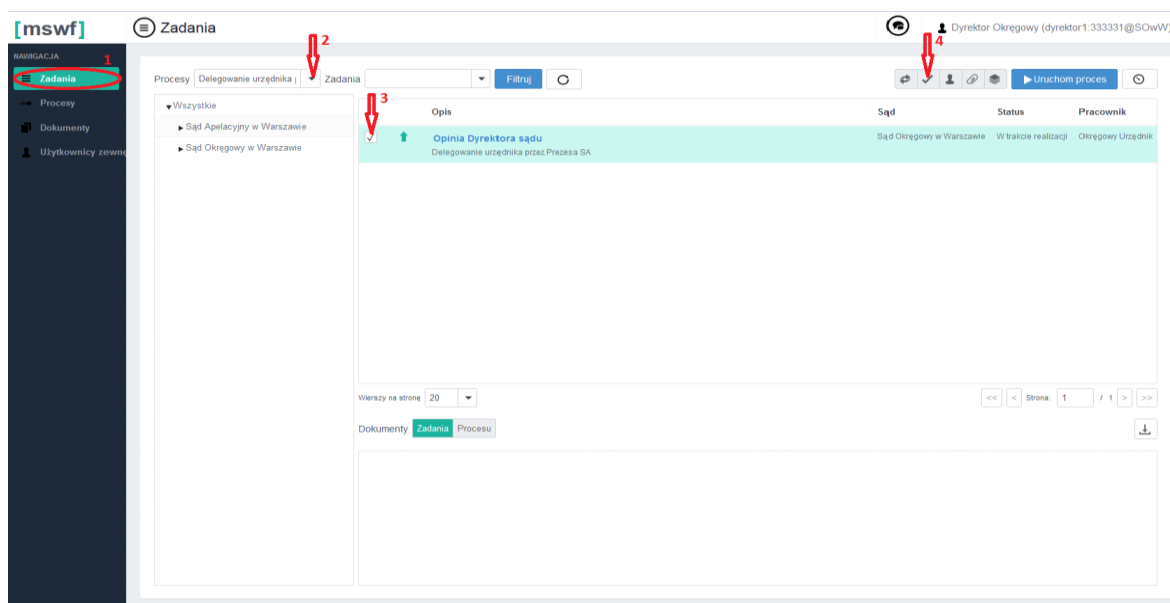 [mswf]
Zadania
Dyrektor Okręgowy (dyrektor1:333331@SOwW)
NAWIGACJA
1
2
4
Zadania
Procesy
Dokumenty
Użytkownicy zewnę
Procesy Delegowanie urzędnika Zadania Filtruj Uruchom proces
3
Wszystkie
Sąd Apelacyjny w Warszawie
Sąd Okręgowy w Warszawie
Opis Sąd Status Pracownik
Opinia Dyrektora sądu Sąd Okręgowy w Warszawie W trakcie realizacji Okręgowy Urzędnik
Delegowanie urzędnika przez Prezesa SA
Wierszy na stronę 20 << < Strona: 1 / 1 > >>
Dokumenty Zadania Procesu